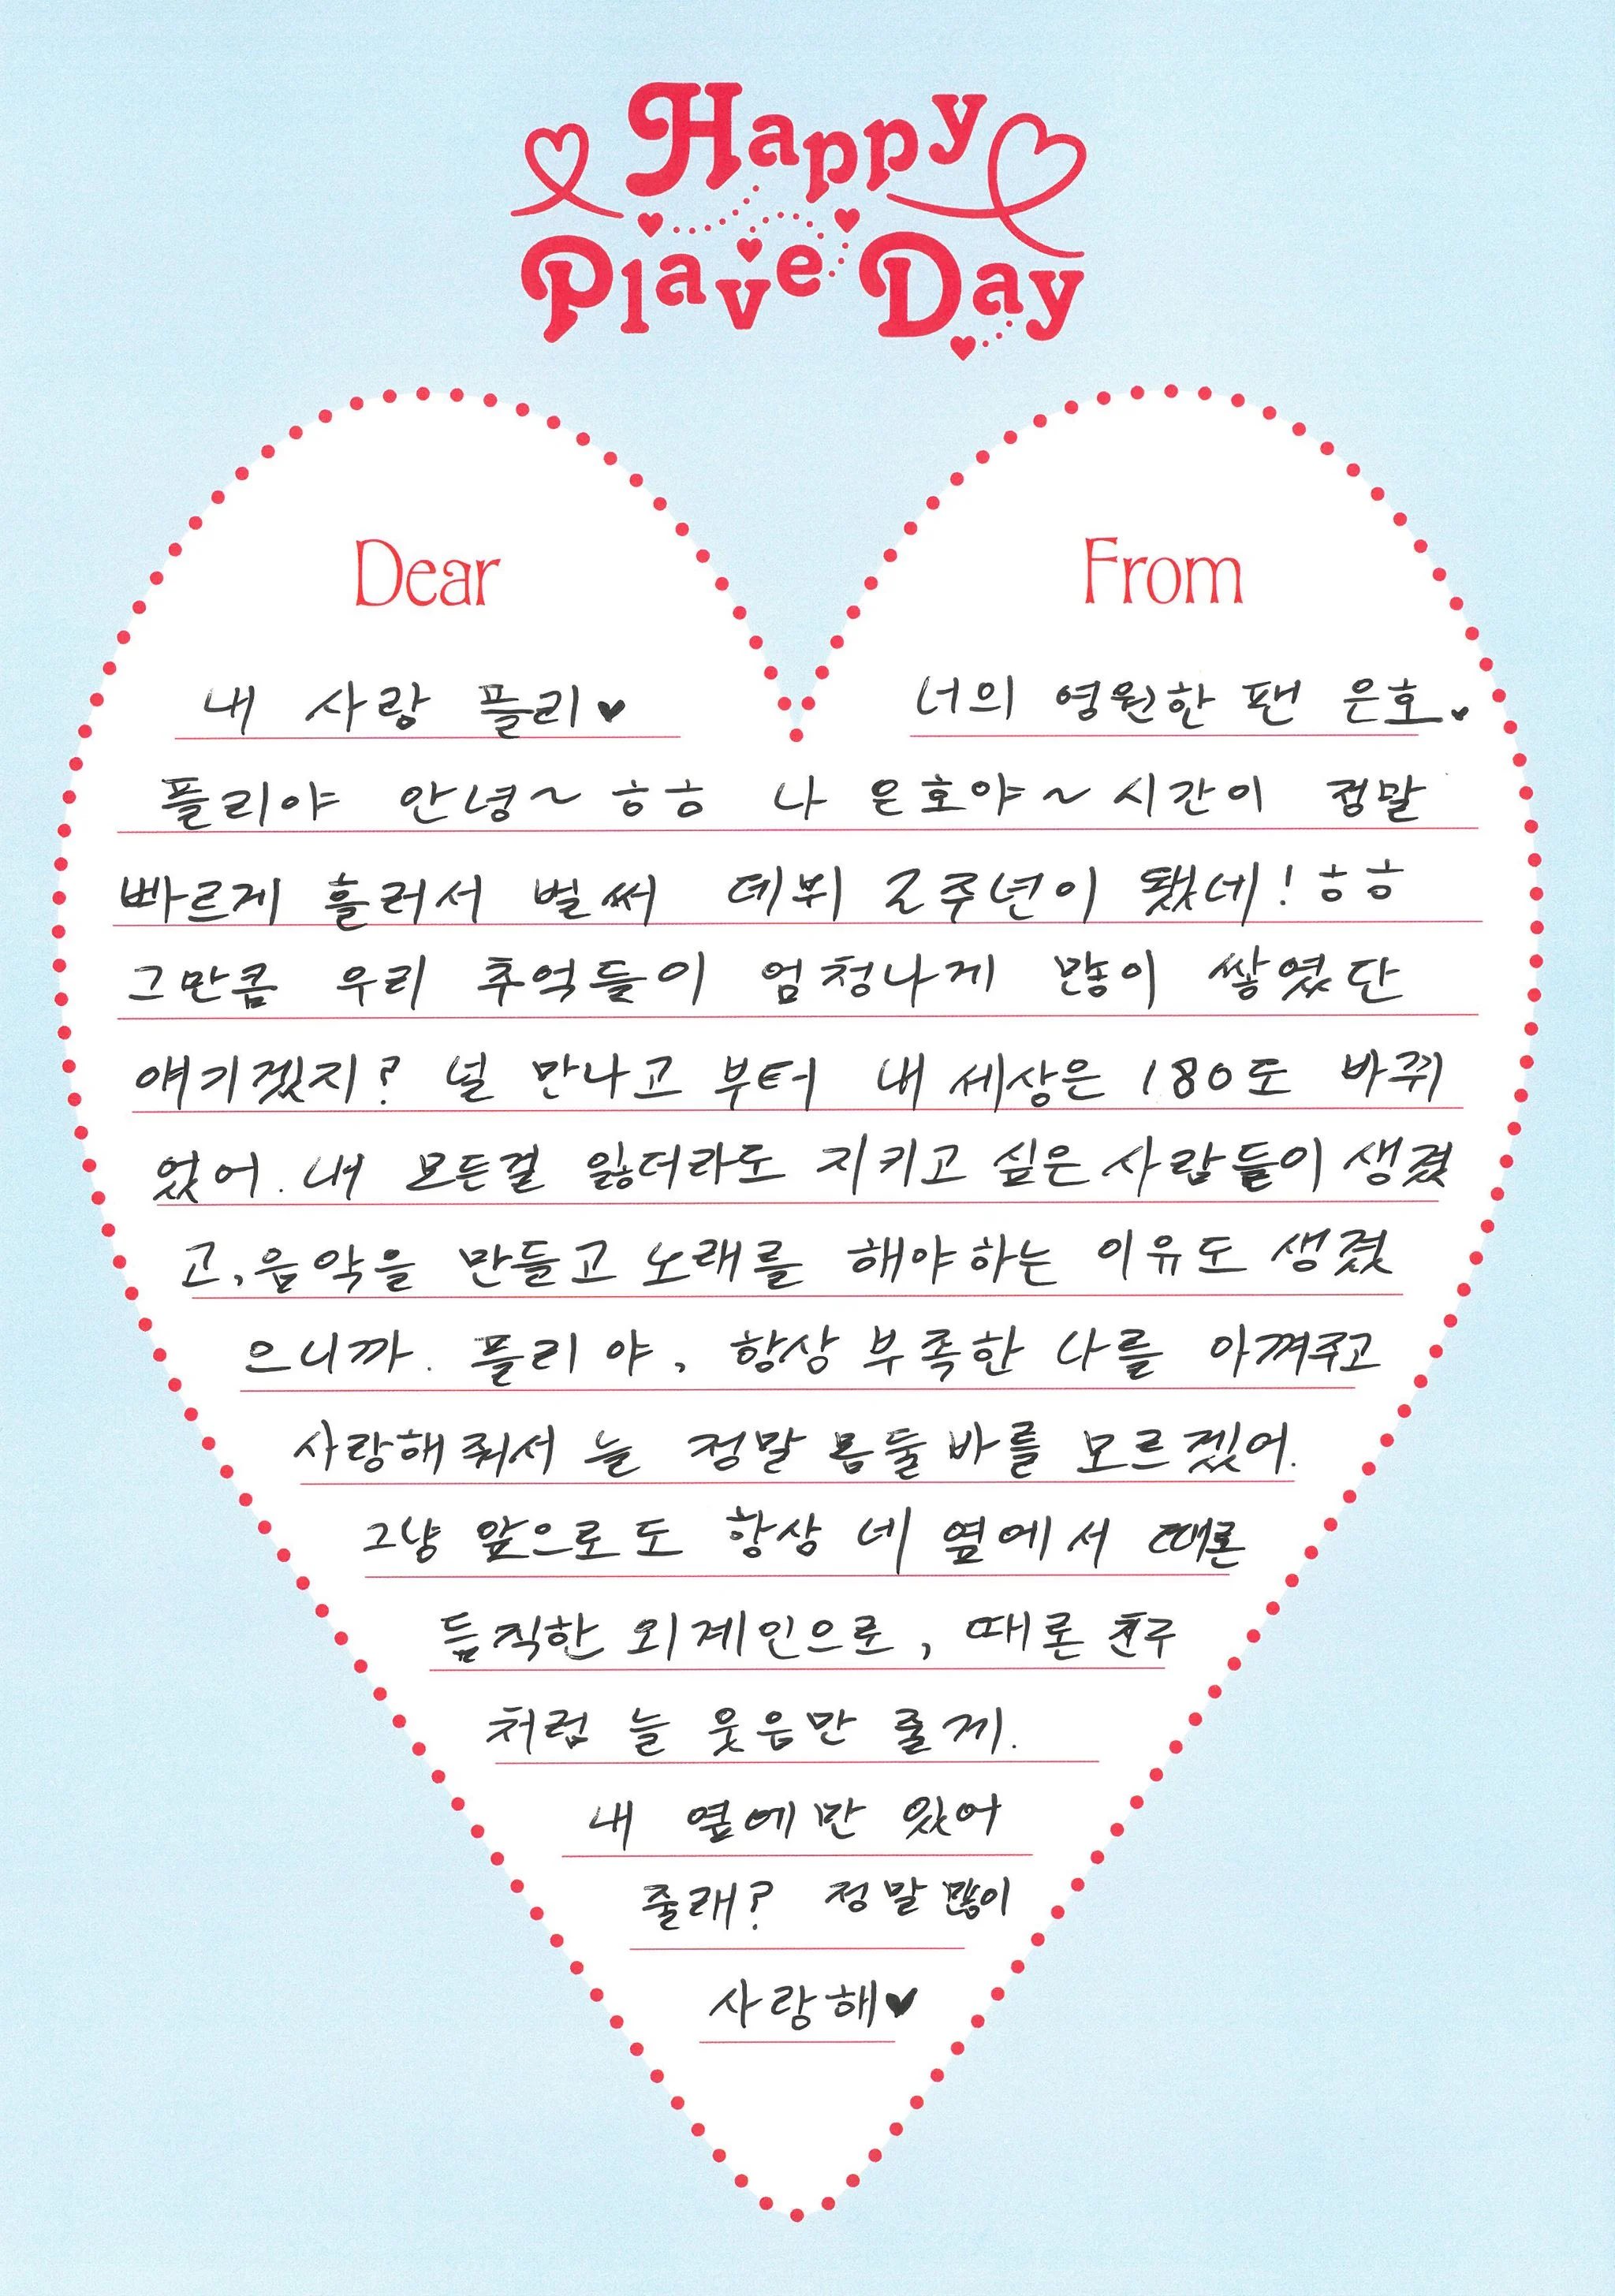 Happy
Plave Day
Dear
From
내 사랑 플리♥
너의 영원한 팬 은호♥
플리야 안녕~ ㅎㅎ 나 은호야~ 시간이 정말
빠르게 흘러서 벌써 데뷔 2주년이 됐네! ㅎㅎ
그만큼 우리 추억들이 엄청나게 많이 쌓였단
얘기겠지? 널 만나고 부터 내 세상은 180도 바뀌
었어. 내 모든걸 잃더라도 지키고 싶은 사람들이 생겼
고, 음악을 만들고 노래를 해야하는 이유도 생겼
으니까. 플리야, 항상 부족한 나를 아껴주고
사랑해줘서 늘 정말 몸둘바를 모르겠어.
그냥 앞으로도 항상 네 옆에서 때론
듬직한 외계인으로, 때론 친구
처럼 늘 웃음만 줄께.
내 옆에만 있어
줄래? 정말 많이
사랑해♥